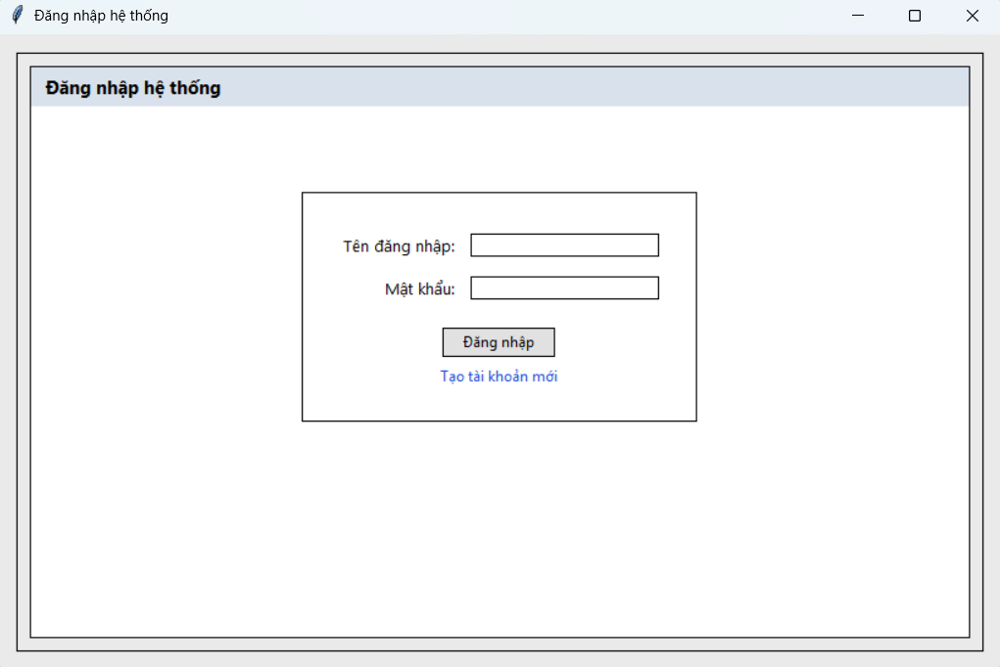 Đăng nhập hệ thống
Đăng nhập hệ thống
Tên đăng nhập:
Mật khẩu:
Đăng nhập
Tạo tài khoản mới